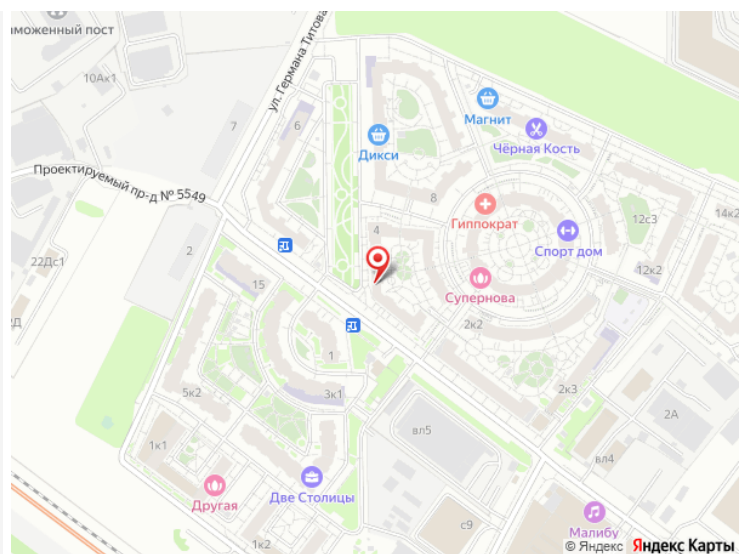 таможенный пост
10Ак1
ул. Германа Титова
7
6
Дикси
Магнит
Чёрная Кость
Проектируемый пр-д № 5549
8
Гиппократ
12с3
14к2
4
Спорт дом
22Дс1
2
12к2
15
Супернова
2к2
1
3к1
5к2
2к3
2А
1к1
вл5
вл4
Другая
Две Столицы
Малибу
с9
1к2
© Яндекс Яндекс Карты